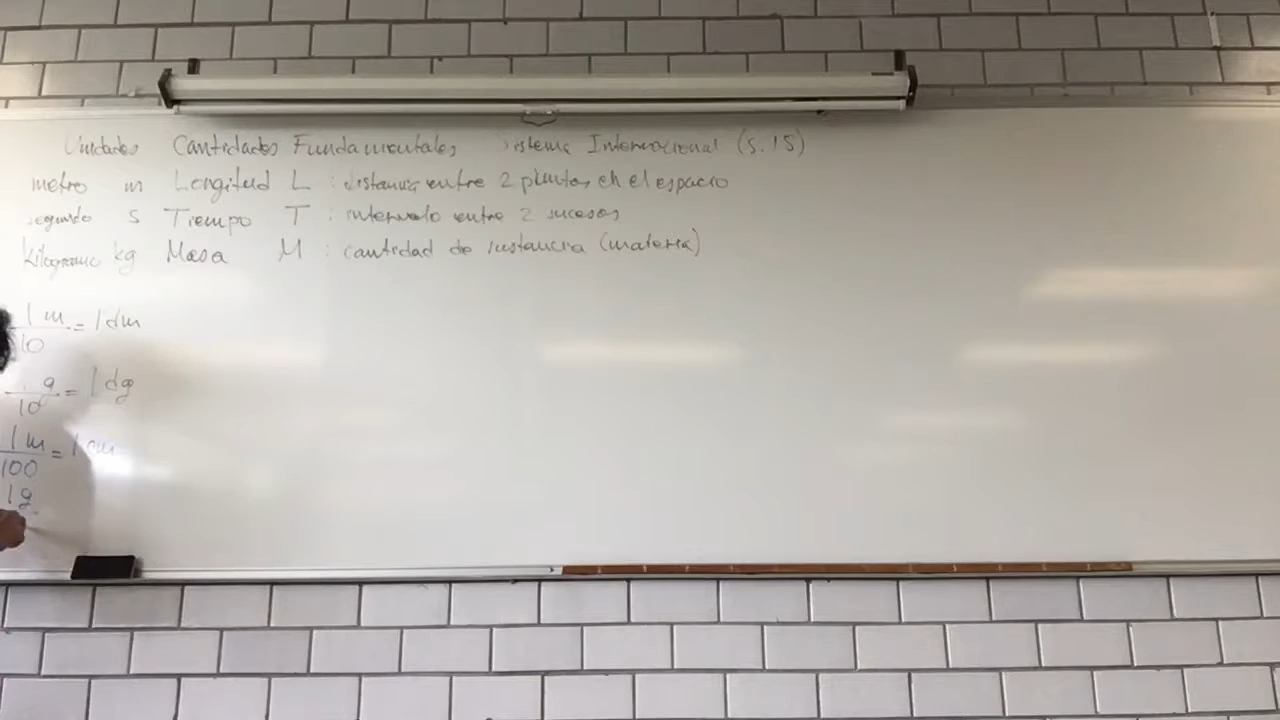 Unidades Cantidades Fundamentales Sistema Internacional (S.I.S)
metro m Longitud L : distancia entre 2 puntos en el espacio
segundo s Tiempo T : intervalo entre 2 sucesos
kilogramo kg Masa M : cantidad de sustancia (materia)
1 m/10 = 1 dm
g/10 = 1 dg
1 m/100 = 1 cm
1g